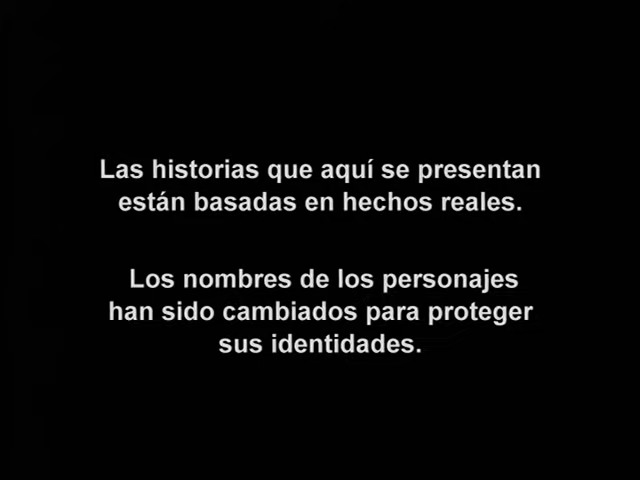 Las historias que aquí se presentan
están basadas en hechos reales.
Los nombres de los personajes
han sido cambiados para proteger
sus identidades.